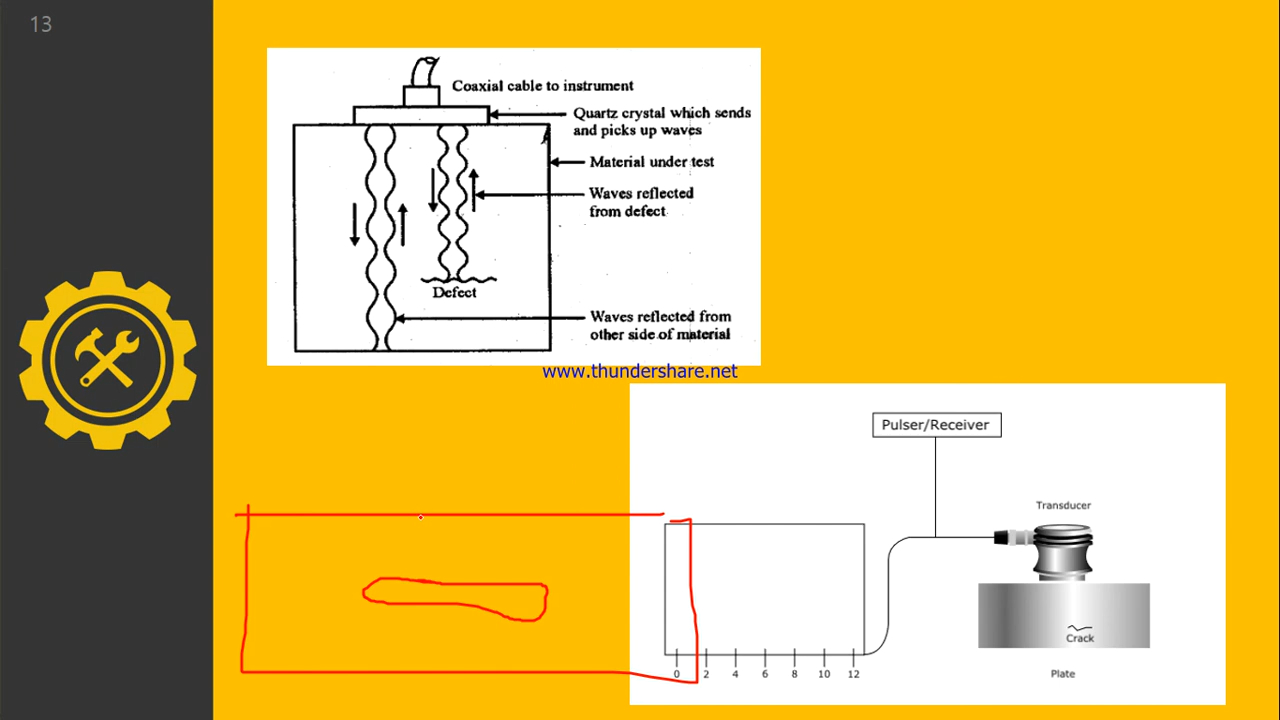 13
Coaxial cable to instrument
Quartz crystal which sends
and picks up waves
Material under test
Waves reflected
from defect
Defect
Waves reflected from
other side of material
www.thundershare.net
Pulser/Receiver
Transducer
Crack
0 2 4 6 8 10 12
Plate